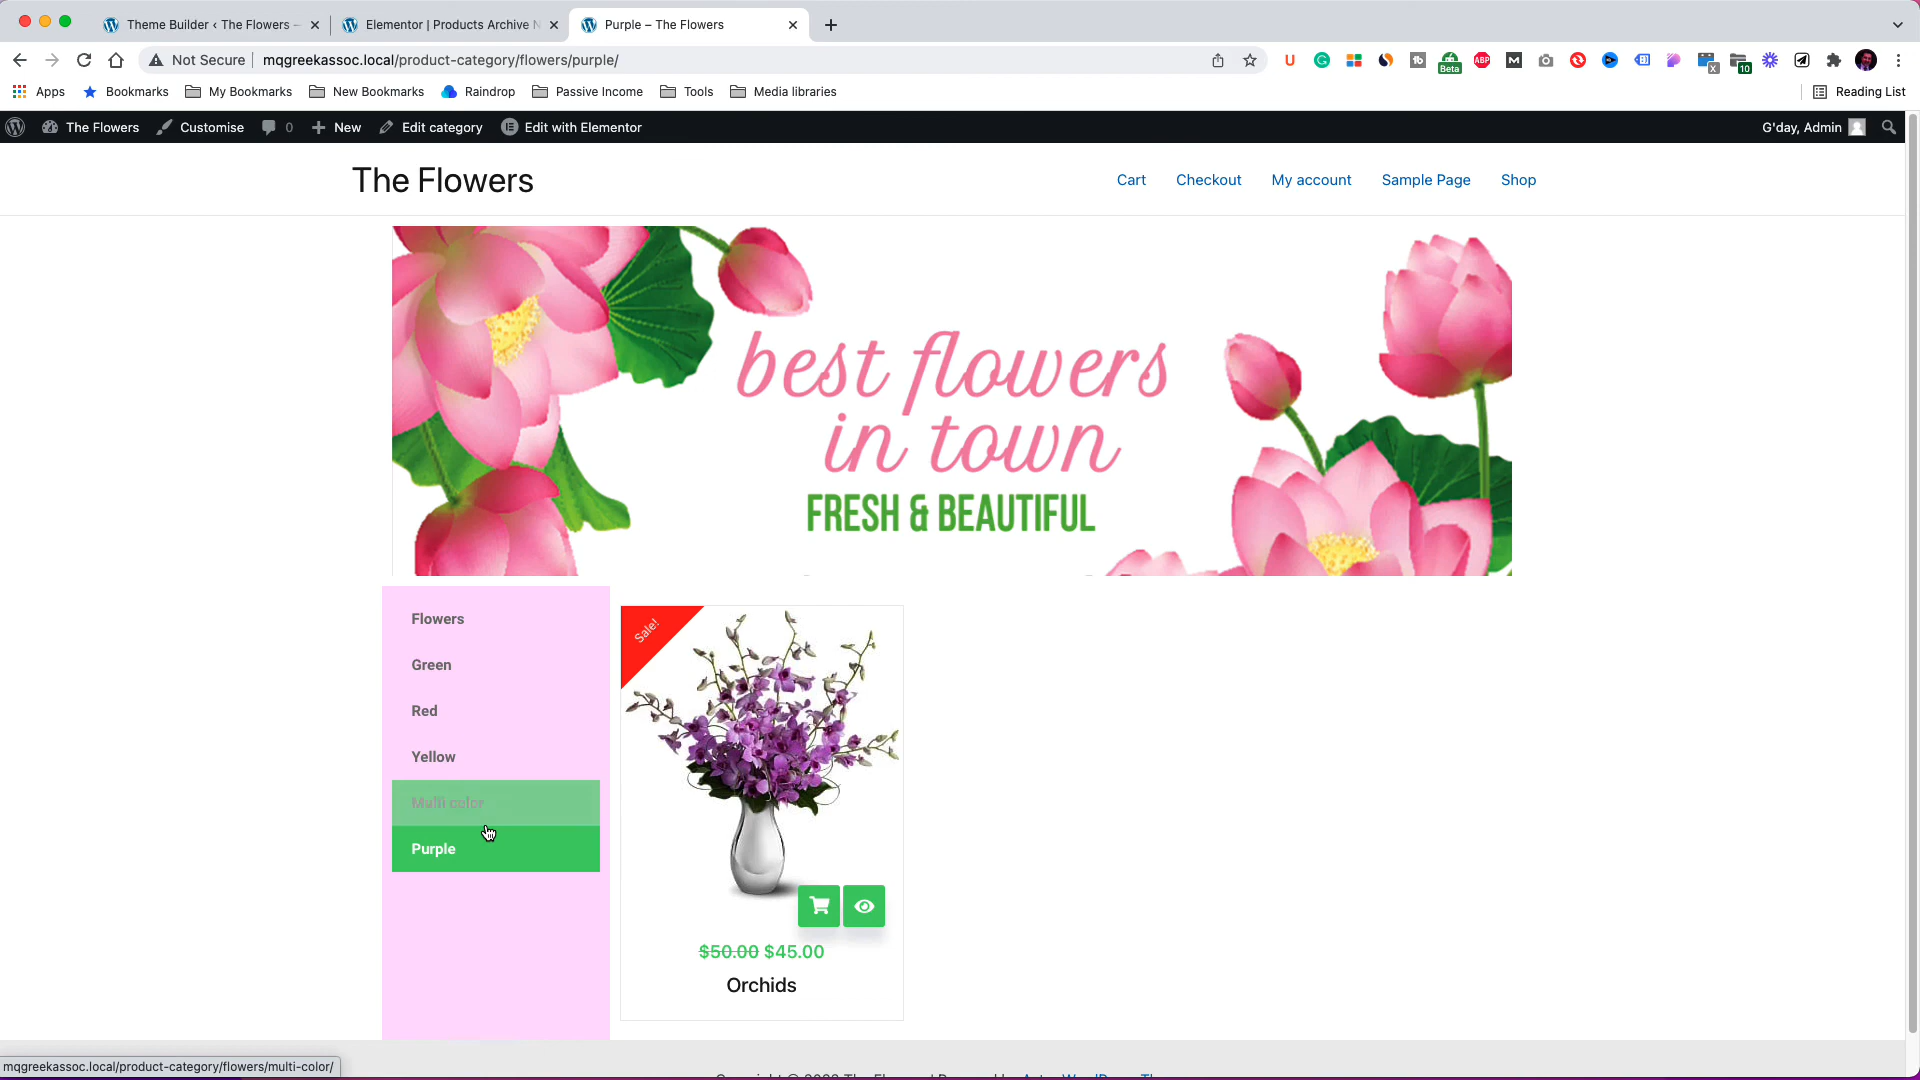 Theme Builder ‹ The Flowers –
Elementor | Products Archive N
Purple – The Flowers
Not Secure
mqgreekassoc.local/product-category/flowers/purple/
Beta
ABP
10
Apps
Bookmarks
My Bookmarks
New Bookmarks
Raindrop
Passive Income
Tools
Media libraries
Reading List
The Flowers
Customise
0
New
Edit category
Edit with Elementor
G'day, Admin
The Flowers
Cart
Checkout
My account
Sample Page
Shop
best flowers
in town
FRESH & BEAUTIFUL
Flowers
Green
Red
Yellow
Multi color
Purple
Sale!
$50.00 $45.00
Orchids
mqgreekassoc.local/product-category/flowers/multi-color/